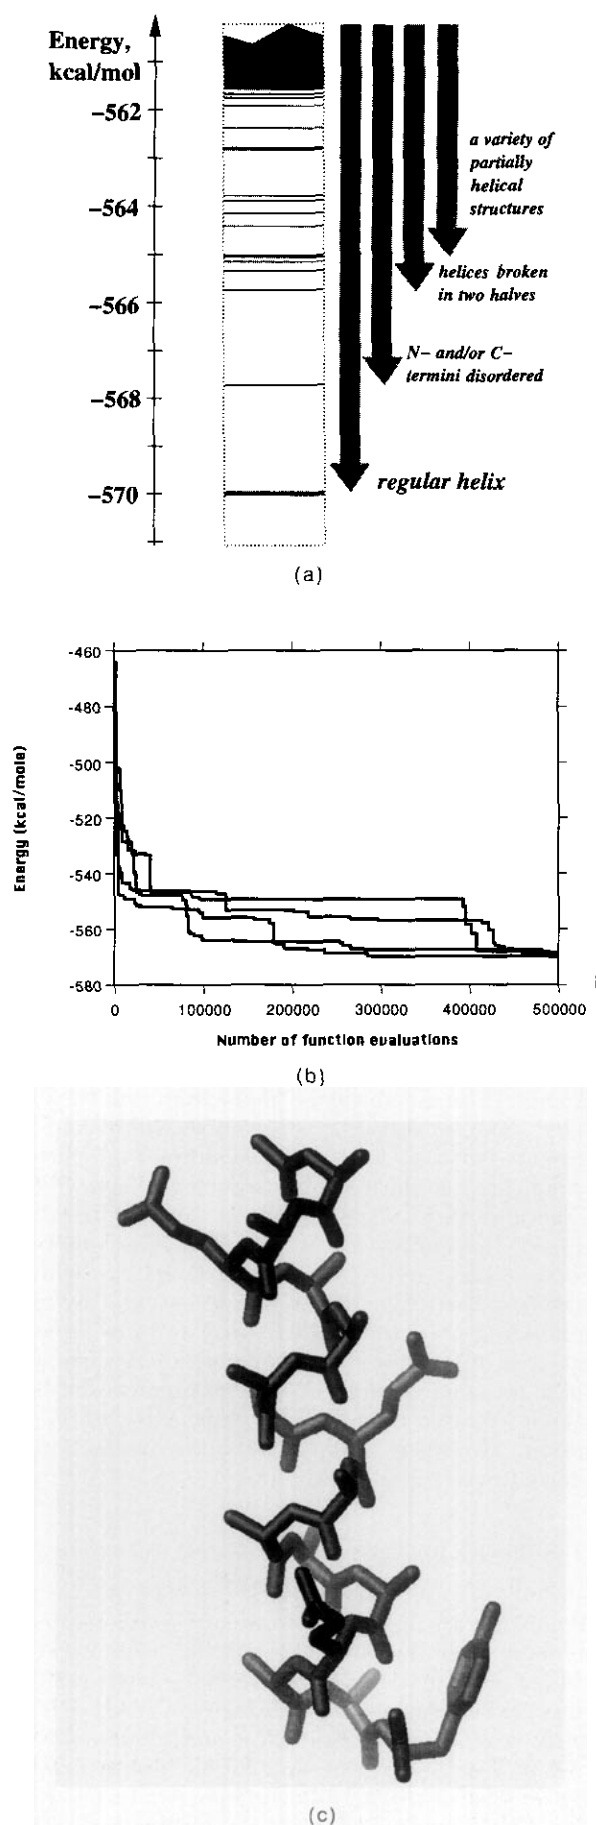 Energy,
kcal/mol
−562
−564
−566
−568
−570
a variety of
partially
helical
structures
helices broken
in two halves
N− and/or C−
termini disordered
regular helix
(a)
Energy (kcal/mole)
-460
-480
-500
-520
-540
-560
-580
0 100000 200000 300000 400000 500000
Number of function evaluations
(b)
(c)